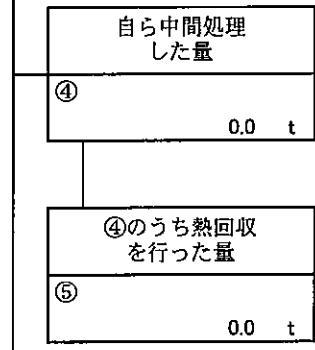 自ら中間処理
した量
④
0.0 t
④のうち熱回収
を行った量
⑤
0.0 t